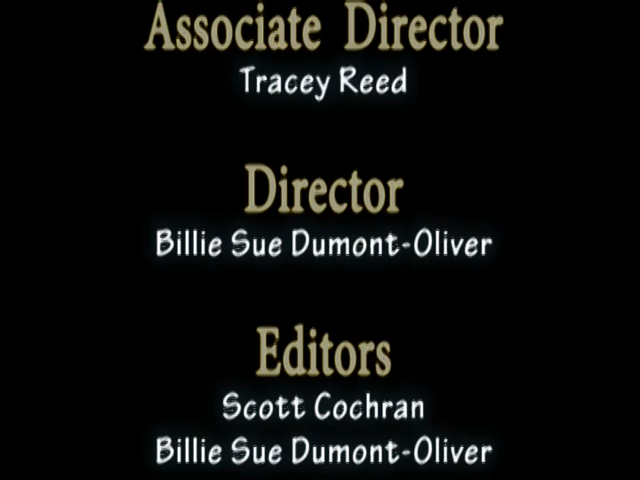 Associate Director
Tracey Reed
Director
Billie Sue Dumont-Oliver
Editors
Scott Cochran
Billie Sue Dumont-Oliver